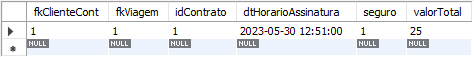 fkClienteCont fkViagem idContrato dtHorarioAssinatura seguro valorTotal
1 1 1 2023-05-30 12:51:00 1 25
NULL NULL NULL NULL NULL NULL